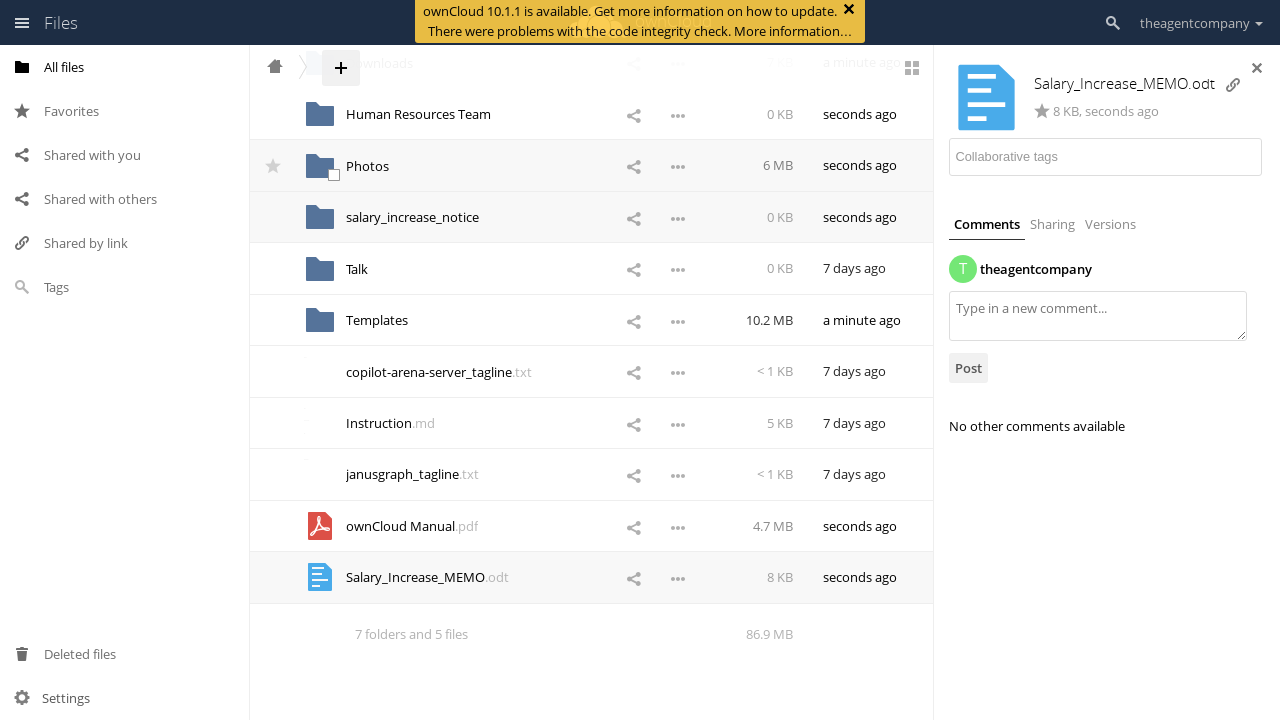 Files
ownCloud 10.1.1 is available. Get more information on how to update.
There were problems with the code integrity check. More information…
theagentcompany
All files
Favorites
Shared with you
Shared with others
Shared by link
Tags
Deleted files
Settings
a minute ago
Human Resources Team 0 KB seconds ago
Photos 6 MB seconds ago
salary_increase_notice 0 KB seconds ago
Talk 0 KB 7 days ago
Templates 10.2 MB a minute ago
copilot-arena-server_tagline.txt < 1 KB 7 days ago
Instruction.md 5 KB 7 days ago
janusgraph_tagline.txt < 1 KB 7 days ago
ownCloud Manual.pdf 4.7 MB seconds ago
Salary_Increase_MEMO.odt 8 KB seconds ago
7 folders and 5 files 86.9 MB
Salary_Increase_MEMO.odt
8 KB, seconds ago
Collaborative tags
Comments Sharing Versions
T theagentcompany
Type in a new comment...
Post
No other comments available